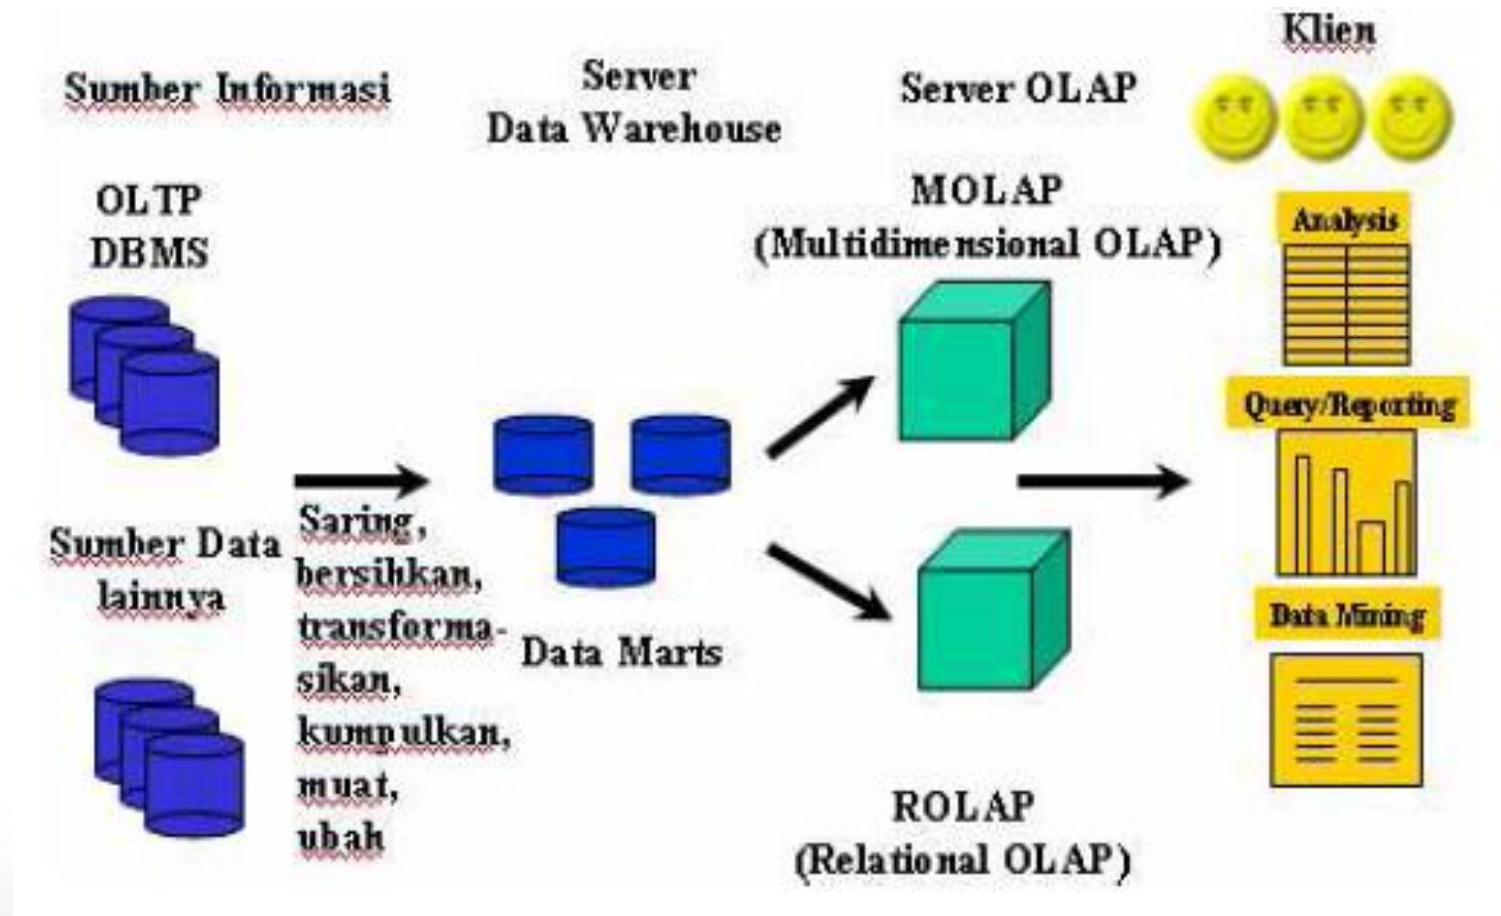 Sumber Informasi
OLTP
DBMS
Sumber Data
lainnya
Saring,
bersihkan,
transforma-
sikan,
kumpulkan,
muat,
ubah
Server
Data Warehouse
Data Marts
Server OLAP
MOLAP
(Multidimensional OLAP)
ROLAP
(Relational OLAP)
Klien
Analysis
Query/Reporting
Data Mining